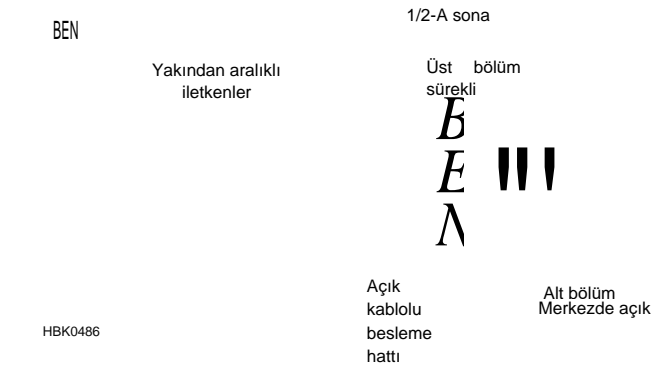 1/2-A sona
BEN
Yakından aralıklı
iletkenler
Üst bölüm
sürekli
B
E
N
"'
Açık
kablolu
besleme
hattı
Alt bölüm
Merkezde açık
HBK0486